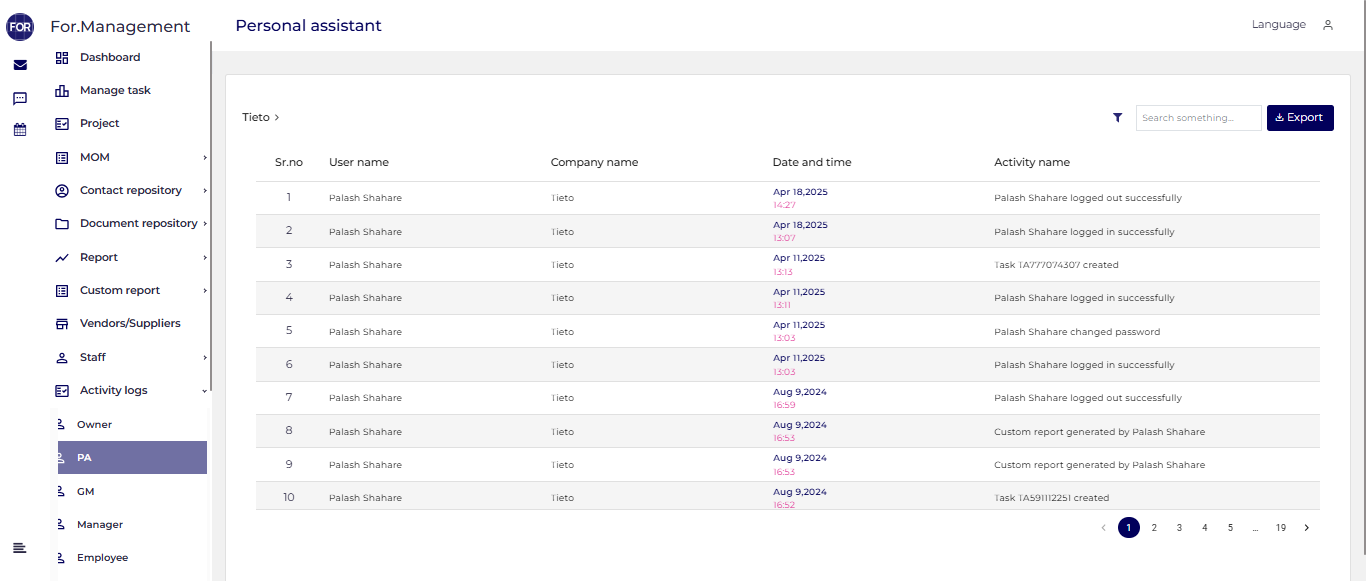 FOR
For.Management
Personal assistant
Language
Dashboard
Manage task
Project
MOM
Contact repository
Document repository
Report
Custom report
Vendors/Suppliers
Staff
Activity logs
Owner
PA
GM
Manager
Employee
Tieto
Search something...
Export
Sr.no User name Company name Date and time Activity name
1 Palash Shahare Tieto Apr 18,2025 Palash Shahare logged out successfully
14:27
2 Palash Shahare Tieto Apr 18,2025 Palash Shahare logged in successfully
13:07
3 Palash Shahare Tieto Apr 11,2025 Task TA777074307 created
13:13
4 Palash Shahare Tieto Apr 11,2025 Palash Shahare logged in successfully
13:11
5 Palash Shahare Tieto Apr 11,2025 Palash Shahare changed password
13:03
6 Palash Shahare Tieto Apr 11,2025 Palash Shahare logged in successfully
13:03
7 Palash Shahare Tieto Aug 9,2024 Palash Shahare logged out successfully
16:59
8 Palash Shahare Tieto Aug 9,2024 Custom report generated by Palash Shahare
16:53
9 Palash Shahare Tieto Aug 9,2024 Custom report generated by Palash Shahare
16:53
10 Palash Shahare Tieto Aug 9,2024 Task TA591112251 created
16:52
1 2 3 4 5 ... 19